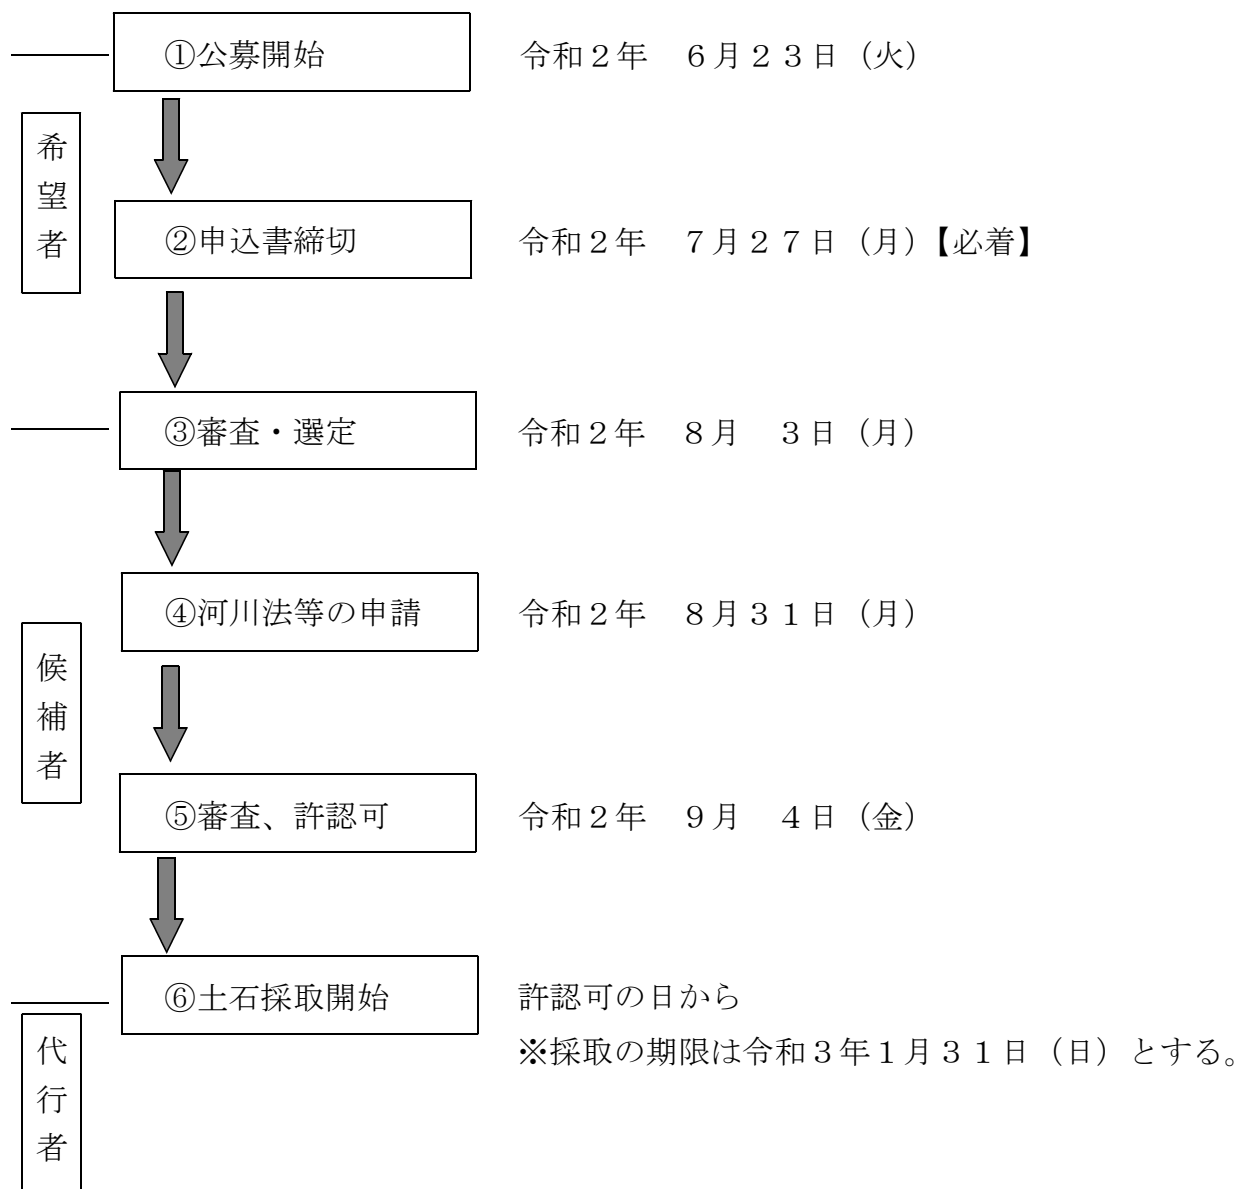 ①公募開始　令和２年　６月２３日（火）
希望者
②申込書締切　令和２年　７月２７日（月）【必着】
③審査・選定　令和２年　８月　３日（月）
④河川法等の申請　令和２年　８月３１日（月）
候補者
⑤審査、許認可　令和２年　９月　４日（金）
⑥土石採取開始　許認可の日から
※採取の期限は令和３年１月３１日（日）とする。
代行者